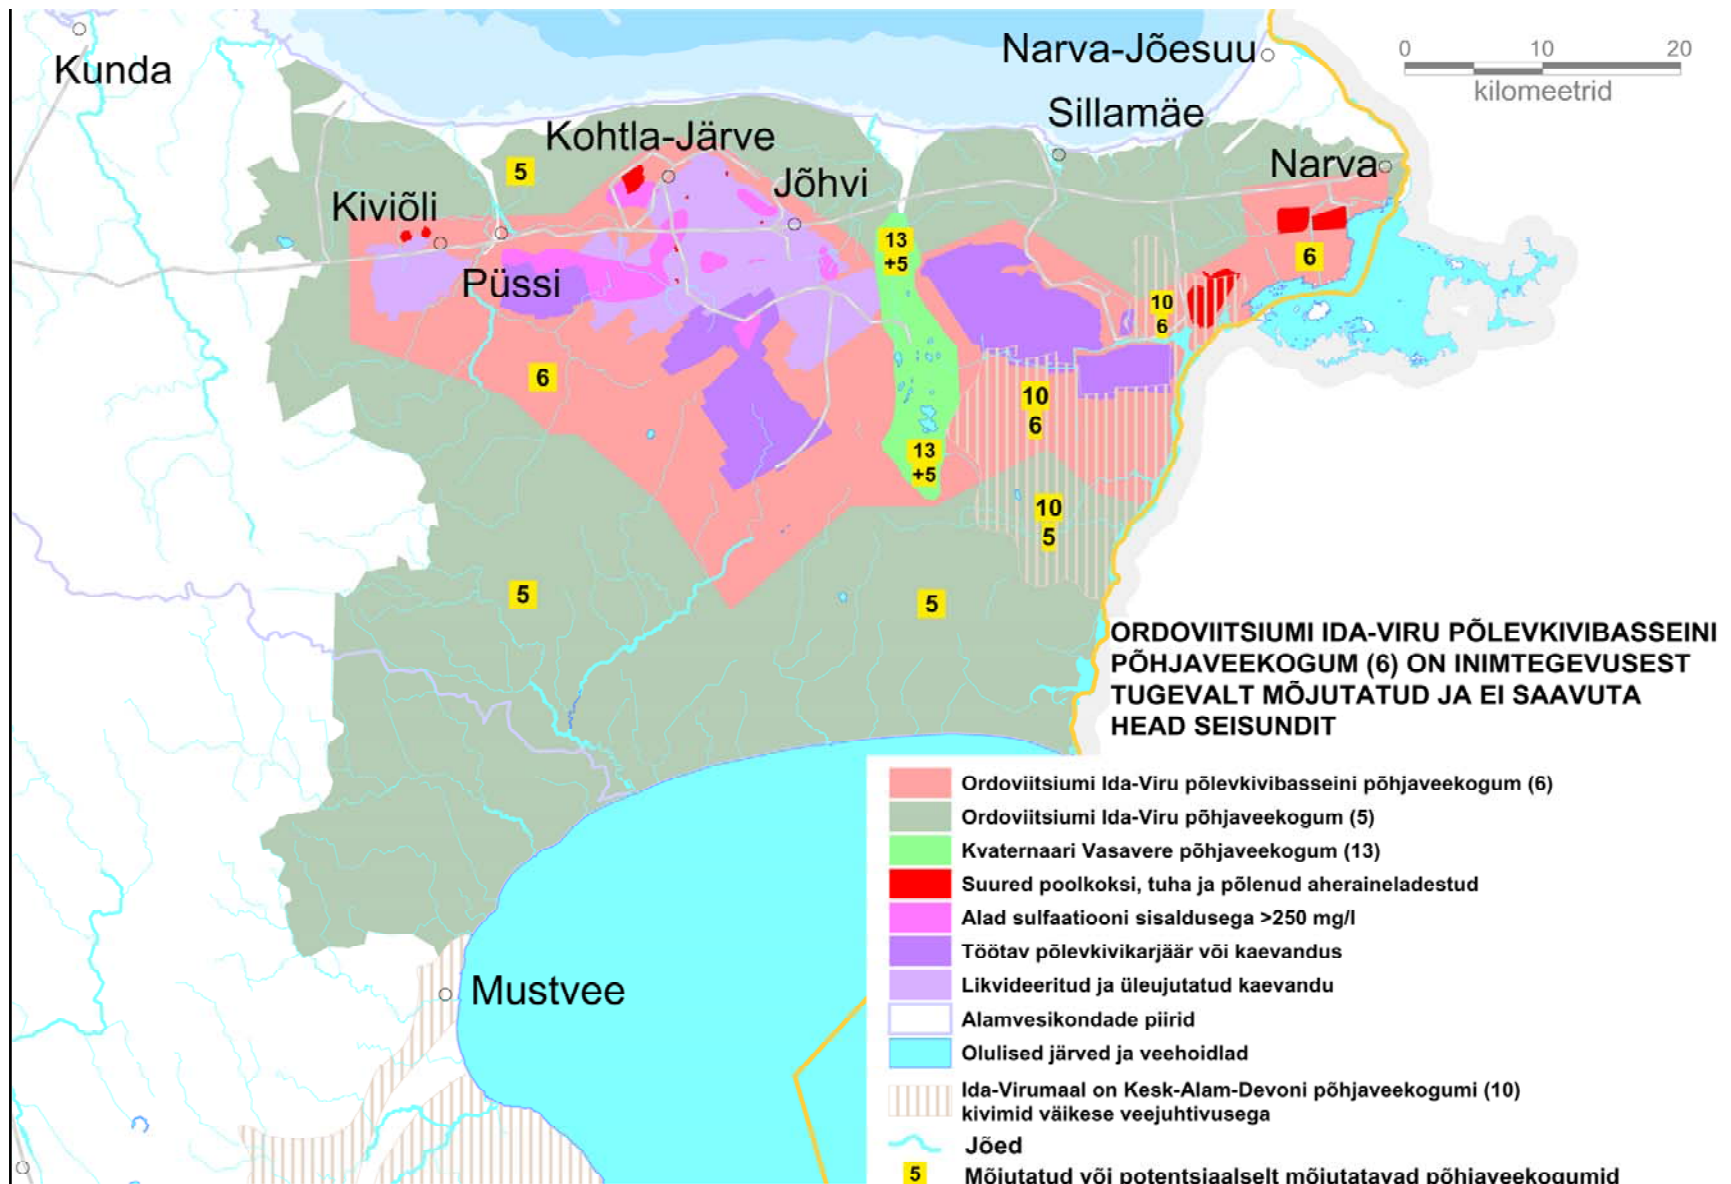 Kunda
Narva-Jõesuu
0 10 20
kilomeetrid
Sillamäe
Kohtla-Järve
Narva
5
Jõhvi
Kiviõli
13
+5
6
Püssi
10
6
6
10
6
13
+5
10
5
5
5
ORDOVIITSIUMI IDA-VIRU PÕLEVKIVIBASSEINI
PÕHJAVEEKOGUM (6) ON INIMTEGEVUSEST
TUGEVALT MÕJUTATUD JA EI SAAVUTA
HEAD SEISUNDIT
Ordoviitsiumi Ida-Viru põlevkivibasseini põhjaveekogum (6)
Ordoviitsiumi Ida-Viru põhjaveekogum (5)
Kvaternaari Vasavere põhjaveekogum (13)
Suured poolkoksi, tuha ja põlenud aheraineladestud
Alad sulfaatiooni sisaldusega >250 mg/l
Töötav põlevkivikarjäär või kaevandus
Likvideeritud ja üleujutatud kaevandu
Alamvesikondade piirid
Olulised järved ja veehoidlad
Ida-Virumaal on Kesk-Alam-Devoni põhjaveekogumi (10)
kivimid väikese veejuhtivusega
Jõed
5 Mõjutatud või potentsiaalselt mõjutatavad põhjaveekogumid
Mustvee